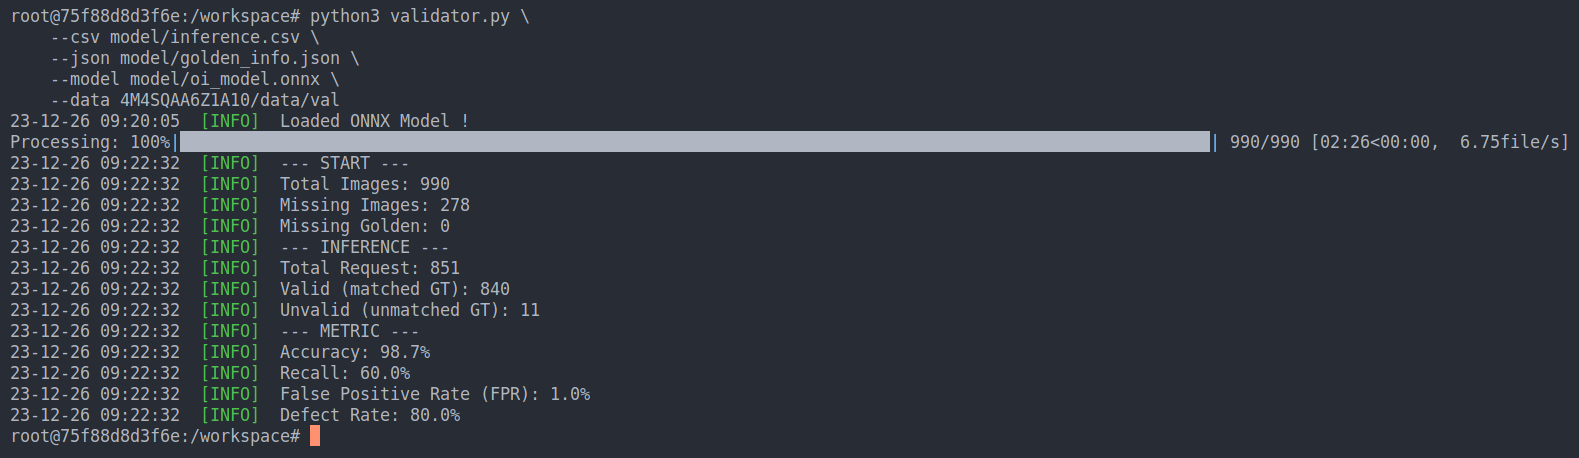 root@75f88d8d3f6e:/workspace# python3 validator.py \
    --csv model/inference.csv \
    --json model/golden_info.json \
    --model model/oi_model.onnx \
    --data 4M4SQAA6Z1A10/data/val
23-12-26 09:20:05  [INFO]  Loaded ONNX Model !
Processing: 100%|          | 990/990 [02:26<00:00,  6.75file/s]
23-12-26 09:22:32  [INFO]  --- START ---
23-12-26 09:22:32  [INFO]  Total Images: 990
23-12-26 09:22:32  [INFO]  Missing Images: 278
23-12-26 09:22:32  [INFO]  Missing Golden: 0
23-12-26 09:22:32  [INFO]  --- INFERENCE ---
23-12-26 09:22:32  [INFO]  Total Request: 851
23-12-26 09:22:32  [INFO]  Valid (matched GT): 840
23-12-26 09:22:32  [INFO]  Unvalid (unmatched GT): 11
23-12-26 09:22:32  [INFO]  --- METRIC ---
23-12-26 09:22:32  [INFO]  Accuracy: 98.7%
23-12-26 09:22:32  [INFO]  Recall: 60.0%
23-12-26 09:22:32  [INFO]  False Positive Rate (FPR): 1.0%
23-12-26 09:22:32  [INFO]  Defect Rate: 80.0%
root@75f88d8d3f6e:/workspace#